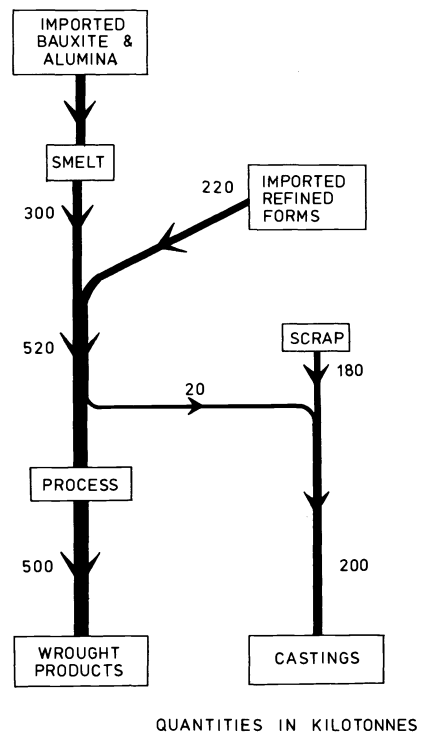 IMPORTED
BAUXITE &
ALUMINA
SMELT
220
IMPORTED
REFINED
FORMS
300
520
SCRAP
180
20
PROCESS
500
200
WROUGHT
PRODUCTS
CASTINGS
QUANTITIES IN KILOTONNES